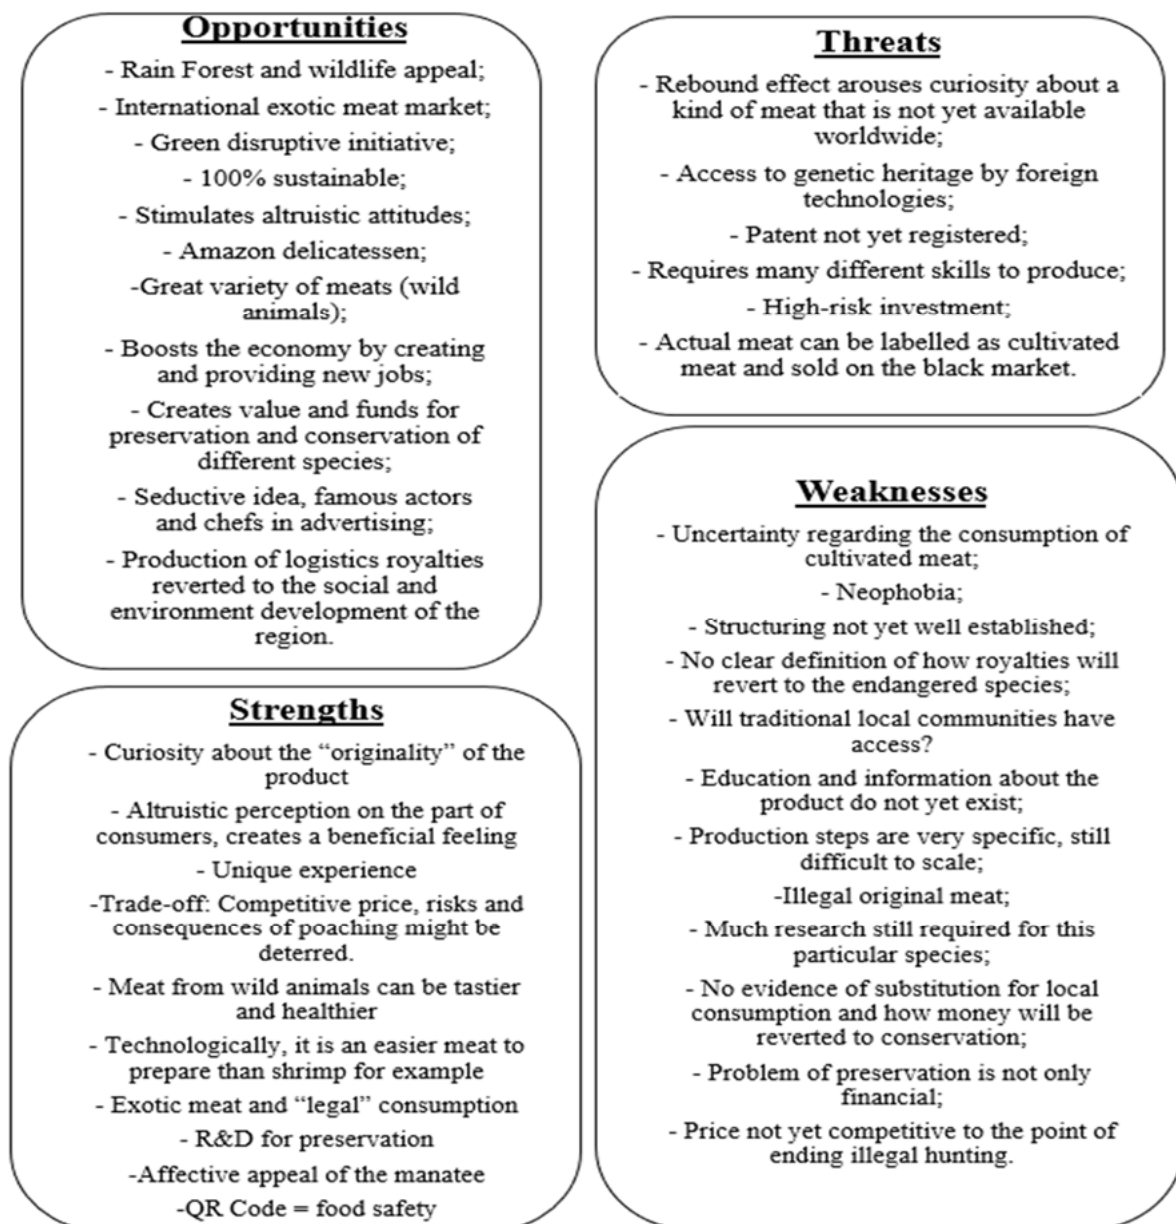 Opportunities
- Rain Forest and wildlife appeal;
- International exotic meat market;
- Green disruptive initiative;
- 100% sustainable;
- Stimulates altruistic attitudes;
- Amazon delicatessen;
-Great variety of meats (wild
animals);
- Boosts the economy by creating
and providing new jobs;
- Creates value and funds for
preservation and conservation of
different species;
- Seductive idea, famous actors
and chefs in advertising;
- Production of logistics royalties
reverted to the social and
environment development of the
region.
Threats
- Rebound effect arouses curiosity about a
kind of meat that is not yet available
worldwide;
- Access to genetic heritage by foreign
technologies;
- Patent not yet registered;
- Requires many different skills to produce;
- High-risk investment;
- Actual meat can be labelled as cultivated
meat and sold on the black market.
Strengths
- Curiosity about the “originality” of the
product
- Altruistic perception on the part of
consumers, creates a beneficial feeling
- Unique experience
-Trade-off: Competitive price, risks and
consequences of poaching might be
deterred.
- Meat from wild animals can be tastier
and healthier
- Technologically, it is an easier meat to
prepare than shrimp for example
- Exotic meat and “legal” consumption
- R&D for preservation
-Affective appeal of the manatee
-QR Code = food safety
Weaknesses
- Uncertainty regarding the consumption of
cultivated meat;
- Neophobia;
- Structuring not yet well established;
- No clear definition of how royalties will
revert to the endangered species;
- Will traditional local communities have
access?
- Education and information about the
product do not yet exist;
- Production steps are very specific, still
difficult to scale;
-Illegal original meat;
- Much research still required for this
particular species;
- No evidence of substitution for local
consumption and how money will be
reverted to conservation;
- Problem of preservation is not only
financial;
- Price not yet competitive to the point of
ending illegal hunting.